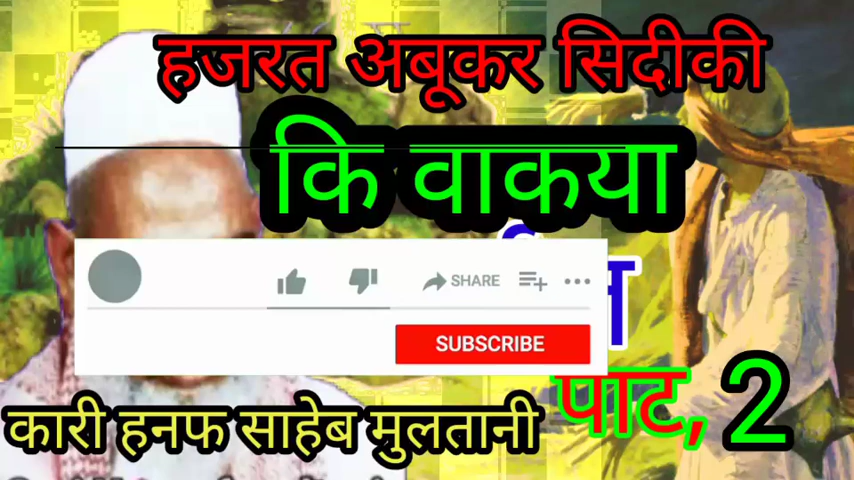 हजरत अबूकर सिदीकी
कि वाकया
SHARE
SUBSCRIBE
पाट, 2
कारी हनफ साहेब मुलतानी